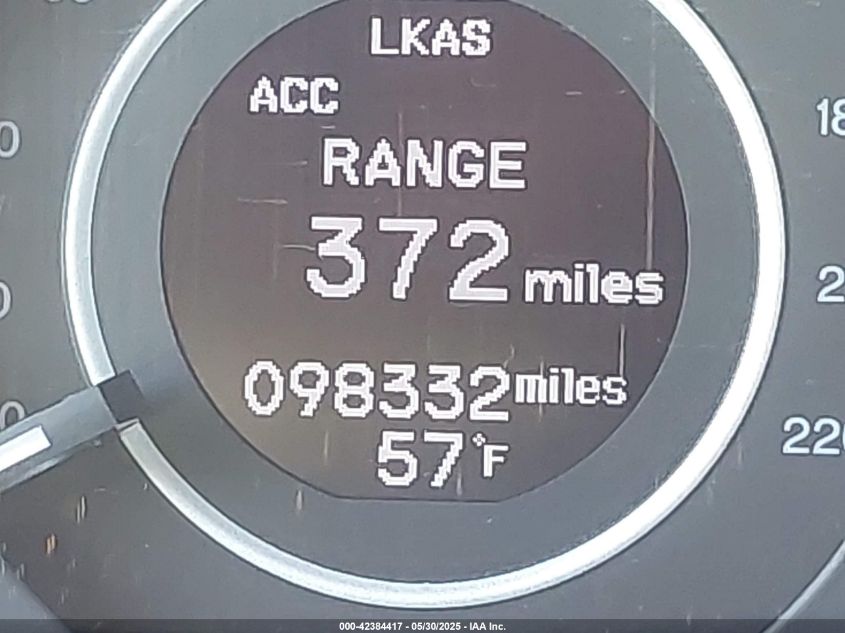 LKAS
ACC
RANGE
372 miles
098332 miles
57°F
220
000-42384417 - 05/30/2025 - IAA Inc.